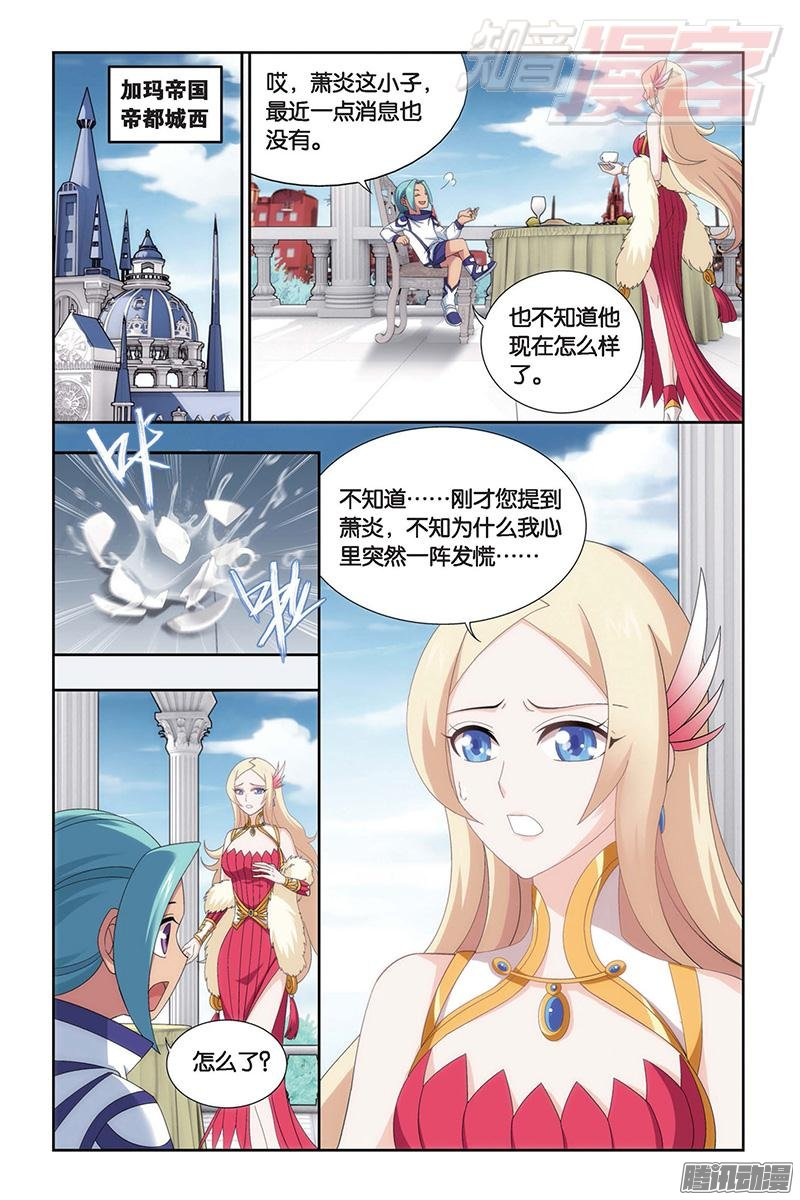 知音漫客
加玛帝国
帝都城西
哎，萧炎这小子，
最近一点消息也
没有。
也不知道他
现在怎么样
了。
咔
啦
怎么了？
不知道……刚才您提到
萧炎，不知为什么我心
里突然一阵发慌……
腾讯动漫